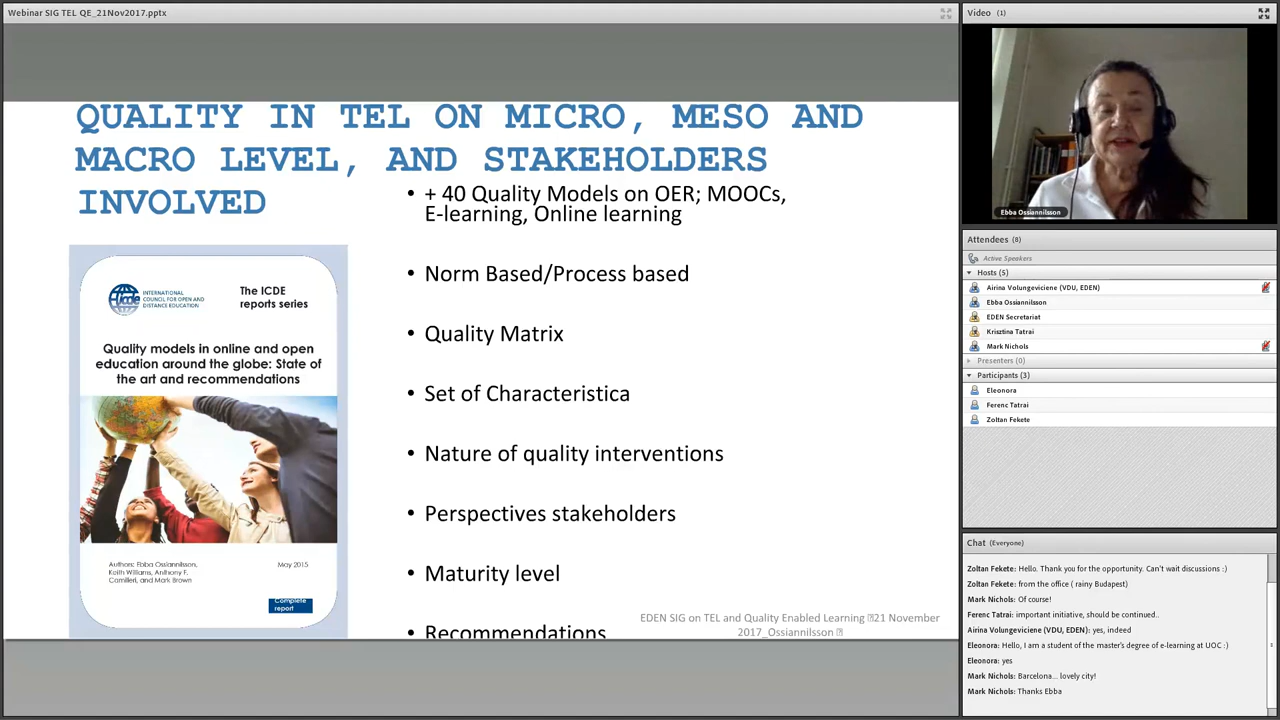 Webinar SIG TEL QE_21Nov2017.pptx
QUALITY IN TEL ON MICRO, MESO AND
MACRO LEVEL, AND STAKEHOLDERS
INVOLVED
• + 40 Quality Models on OER; MOOCs,
E-learning, Online learning
• Norm Based/Process based
• Quality Matrix
• Set of Characteristica
• Nature of quality interventions
• Perspectives stakeholders
• Maturity level
• Recommendations
icde
INTERNATIONAL
COUNCIL FOR OPEN AND
DISTANCE EDUCATION
The ICDE
reports series
Quality models in online and open
education around the globe: State of
the art and recommendations
Authors: Ebba Ossiannilsson,
Keith Williams, Anthony F.
Camilleri, and Mark Brown
May 2015
Complete
report
EDEN SIG on TEL and Quality Enabled Learning 21 November
2017_Ossiannilsson
Video (1)
Ebba Ossiannilsson
Attendees (8)
Active Speakers
Hosts (5)
Airina Volungeviciene (VDU, EDEN)
Ebba Ossiannilsson
EDEN Secretariat
Krisztina Tatrai
Mark Nichols
Presenters (0)
Participants (3)
Eleonora
Ferenc Tatrai
Zoltan Fekete
Chat (Everyone)
Zoltan Fekete: Hello. Thank you for the opportunity. Can't wait discussions :)
Zoltan Fekete: from the office ( rainy Budapest)
Mark Nichols: Of course!
Ferenc Tatrai: important initiative, should be continued..
Airina Volungeviciene (VDU, EDEN): yes, indeed
Eleonora: Hello, I am a student of the master's degree of e-learning at UOC :)
Eleonora: yes
Mark Nichols: Barcelona... lovely city!
Mark Nichols: Thanks Ebba